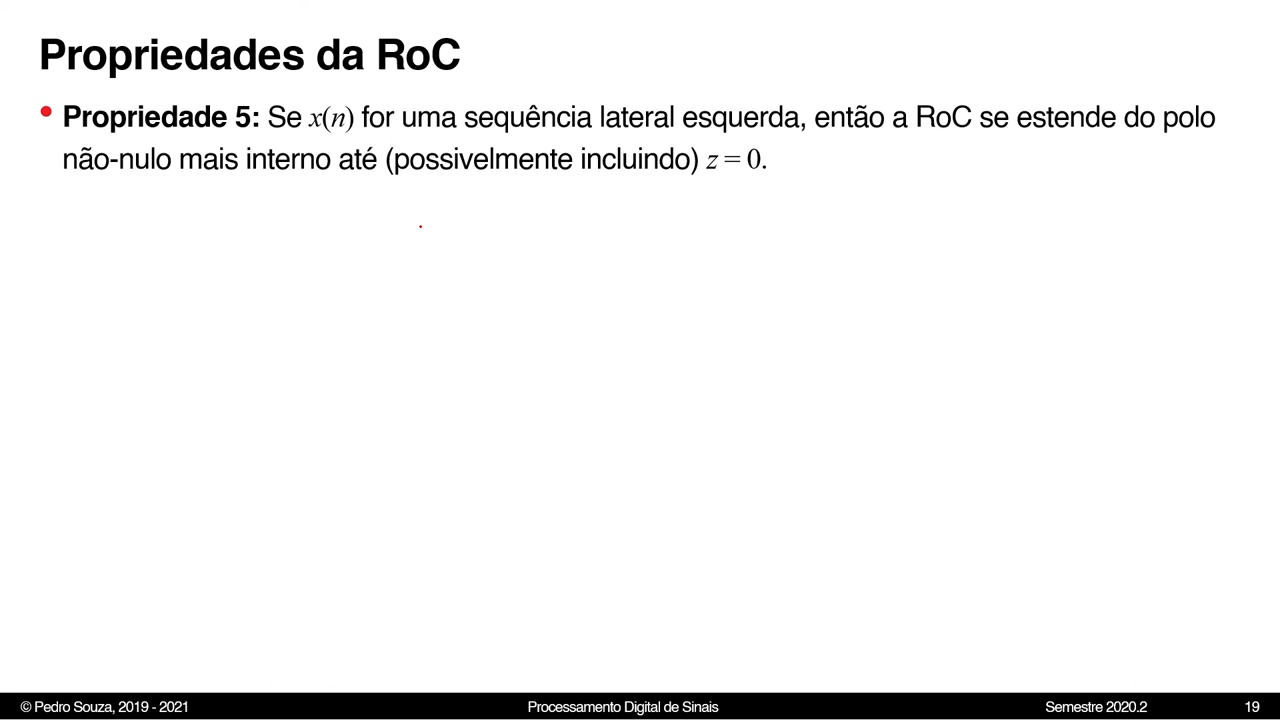 Propriedades da RoC
• Propriedade 5: Se x(n) for uma sequência lateral esquerda, então a RoC se estende do polo
não-nulo mais interno até (possivelmente incluindo) z = 0.
© Pedro Souza, 2019 - 2021 Processamento Digital de Sinais Semestre 2020.2 19